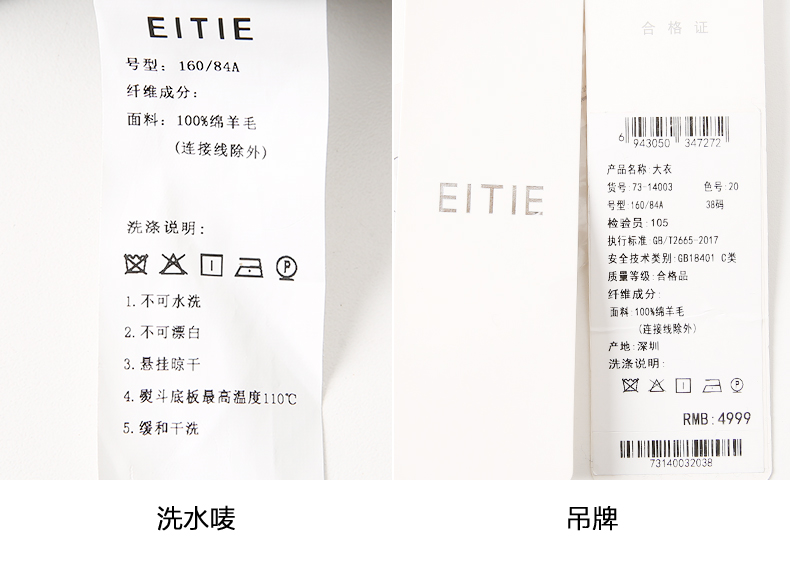 EITIE
号型: 160/84A
纤维成分:
面料: 100%绵羊毛
(连接线除外)
洗涤说明:
P
1.不可水洗
2.不可漂白
3.悬挂晾干
4.熨斗底板最高温度110℃
5.缓和干洗
洗水唛
EITIE
合格证
6 943050 347272
产品名称:大衣
货号:73-14003 色号:20
号型:160/84A 38码
检验员:105
执行标准:GB/T2665-2017
安全技术类别:GB18401 C类
质量等级:合格品
纤维成分:
面料:100%绵羊毛
(连接线除外)
产地:深圳
洗涤说明:
P
RMB:4999
73140032038
吊牌